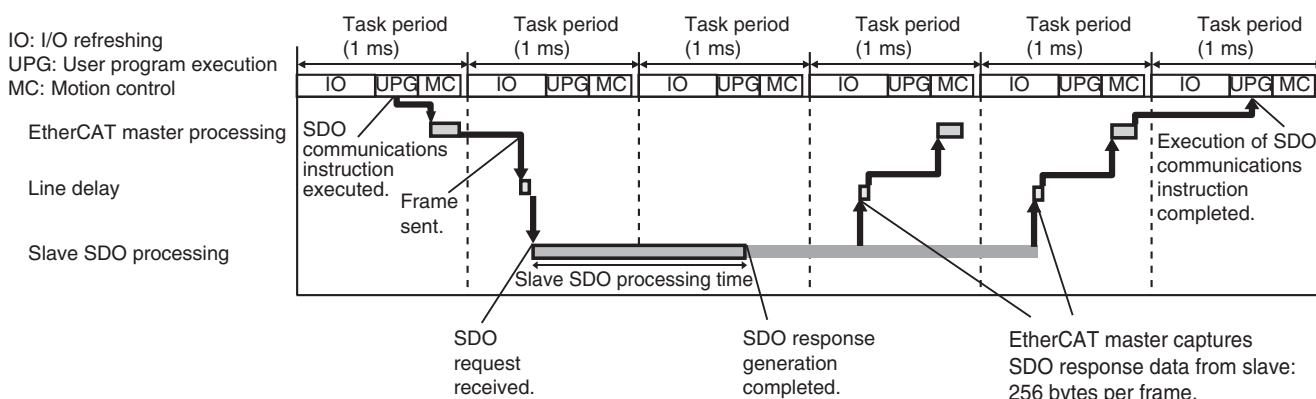 IO: I/O refreshing
UPG: User program execution
MC: Motion control
Task period
(1 ms)
Task period
(1 ms)
Task period
(1 ms)
Task period
(1 ms)
Task period
(1 ms)
Task period
(1 ms)
IO UPG MC IO UPG MC IO UPG MC IO UPG MC IO UPG MC IO UPG MC
EtherCAT master processing
SDO
communications
instruction
executed.
Execution of SDO
communications
instruction
completed.
Line delay
Frame
sent.
Slave SDO processing
Slave SDO processing time
SDO
request
received.
SDO response
generation
completed.
EtherCAT master captures
SDO response data from slave:
256 bytes per frame.